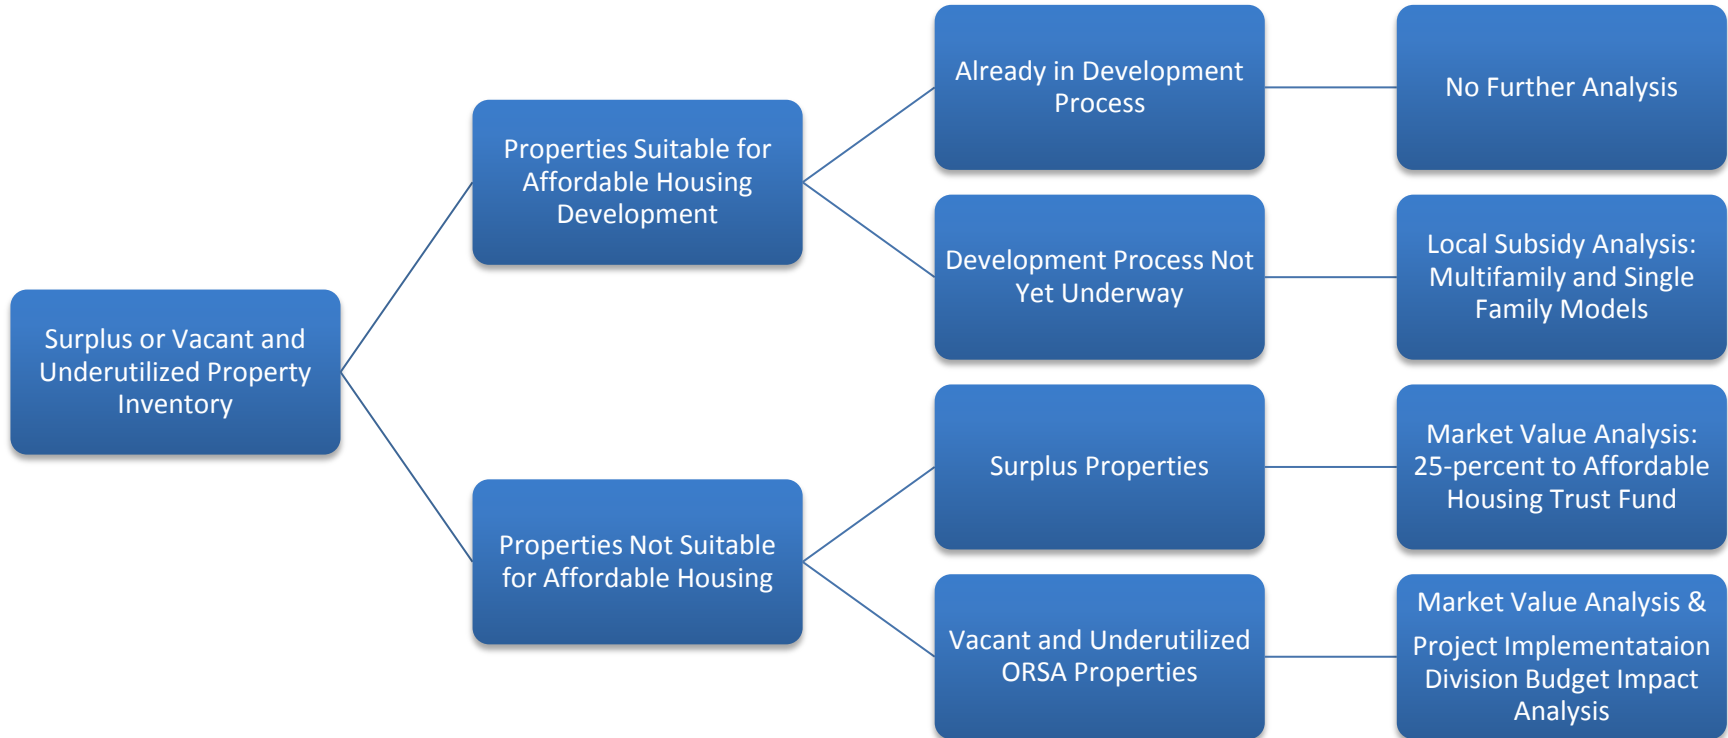 Surplus or Vacant and
Underutilized Property
Inventory
Properties Suitable for
Affordable Housing
Development
Already in Development
Process
No Further Analysis
Development Process Not
Yet Underway
Local Subsidy Analysis:
Multifamily and Single
Family Models
Properties Not Suitable
for Affordable Housing
Surplus Properties
Market Value Analysis:
25-percent to Affordable
Housing Trust Fund
Vacant and Underutilized
ORSA Properties
Market Value Analysis &
Project Implementataion
Division Budget Impact
Analysis